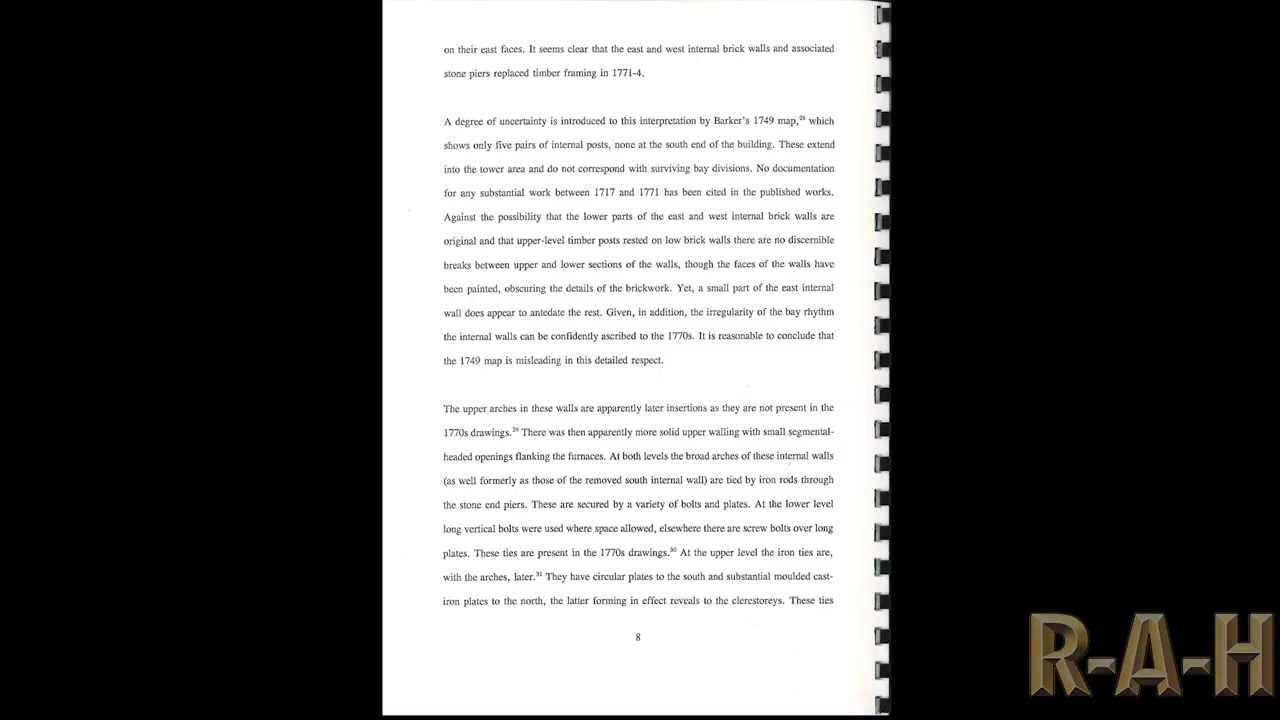 on their east faces. It seems clear that the east and west internal brick walls and associated
stone piers replaced timber framing in 1771-4.
A degree of uncertainty is introduced to this interpretation by Barker's 1749 map,28 which
shows only five pairs of internal posts, none at the south end of the building. These extend
into the tower area and do not correspond with surviving bay divisions. No documentation
for any substantial work between 1717 and 1771 has been cited in the published works.
Against the possibility that the lower parts of the east and west internal brick walls are
original and that upper-level timber posts rested on low brick walls there are no discernible
breaks between upper and lower sections of the walls, though the faces of the walls have
been painted, obscuring the details of the brickwork. Yet, a small part of the east internal
wall does appear to antedate the rest. Given, in addition, the irregularity of the bay rhythm
the internal walls can be confidently ascribed to the 1770s. It is reasonable to conclude that
the 1749 map is misleading in this detailed respect.
The upper arches in these walls are apparently later insertions as they are not present in the
1770s drawings.29 There was then apparently more solid upper walling with small segmental-
headed openings flanking the furnaces. At both levels the broad arches of these internal walls
(as well formerly as those of the removed south internal wall) are tied by iron rods through
the stone end piers. These are secured by a variety of bolts and plates. At the lower level
long vertical bolts were used where space allowed, elsewhere there are screw bolts over long
plates. These ties are present in the 1770s drawings.30 At the upper level the iron ties are,
with the arches, later.31 They have circular plates to the south and substantial moulded cast-
iron plates to the north, the latter forming in effect reveals to the clerestoreys. These ties
8
R-A-H